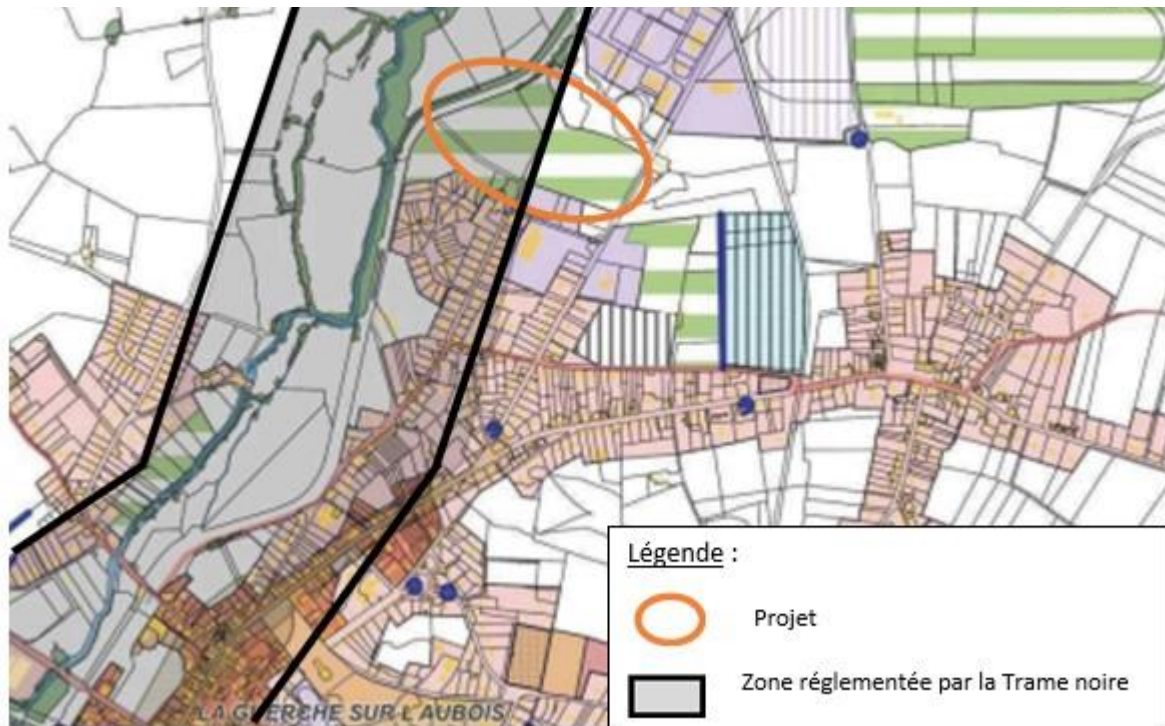 Légende :
Projet
Zone réglementée par la Trame noire
LA GUERCHE SUR L'AUBOIS